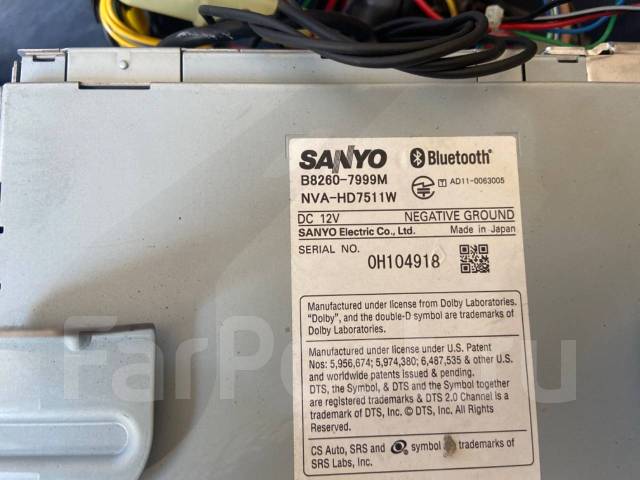 SANYO Bluetooth®
B8260-7999M
NVA-HD7511W
T AD11-0063005
DC 12V NEGATIVE GROUND
SANYO Electric Co., Ltd. Made in Japan
SERIAL NO.
0H104918
Manufactured under license from Dolby Laboratories.
"Dolby", and the double-D symbol are trademarks of
Dolby Laboratories.
Manufactured under license under U.S. Patent
Nos: 5,956,674; 5,974,380; 6,487,535 & other U.S.
and worldwide patents issued & pending.
DTS, the Symbol, & DTS and the Symbol together
are registered trademarks & DTS 2.0 Channel is a
trademark of DTS, Inc. © DTS, Inc. All Rights
Reserved.
CS Auto, SRS and symbol trademarks of
SRS Labs, Inc.
FarPost.ru